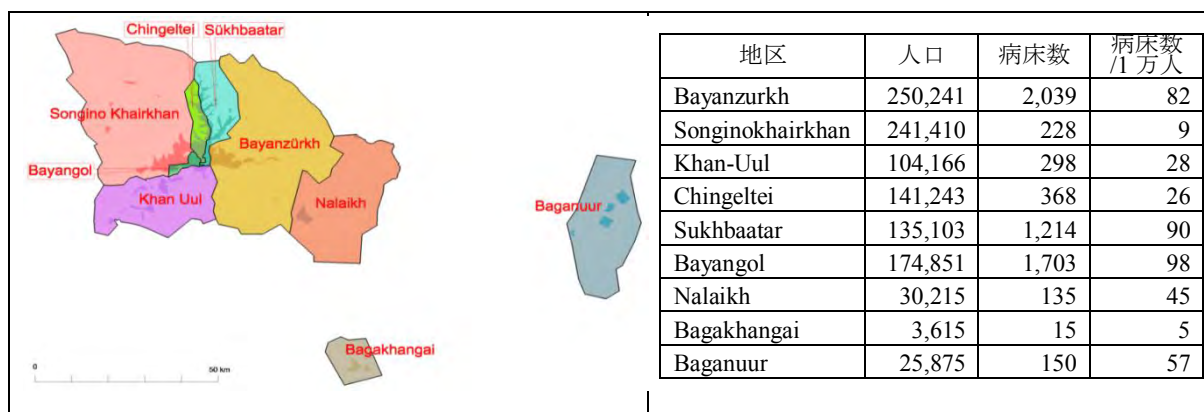 Chingeltei Sükhbaatar
Songino Khairkhan
Bayanzürkh
Bayangol
Khan Uul
Nalaikh
Baganuur
Bagakhangai
0 50 km
地区 人口 病床数 病床数/1万人
Bayanzurkh 250,241 2,039 82
Songinokhairkhan 241,410 228 9
Khan-Uul 104,166 298 28
Chingeltei 141,243 368 26
Sukhbaatar 135,103 1,214 90
Bayangol 174,851 1,703 98
Nalaikh 30,215 135 45
Bagakhangai 3,615 15 5
Baganuur 25,875 150 57